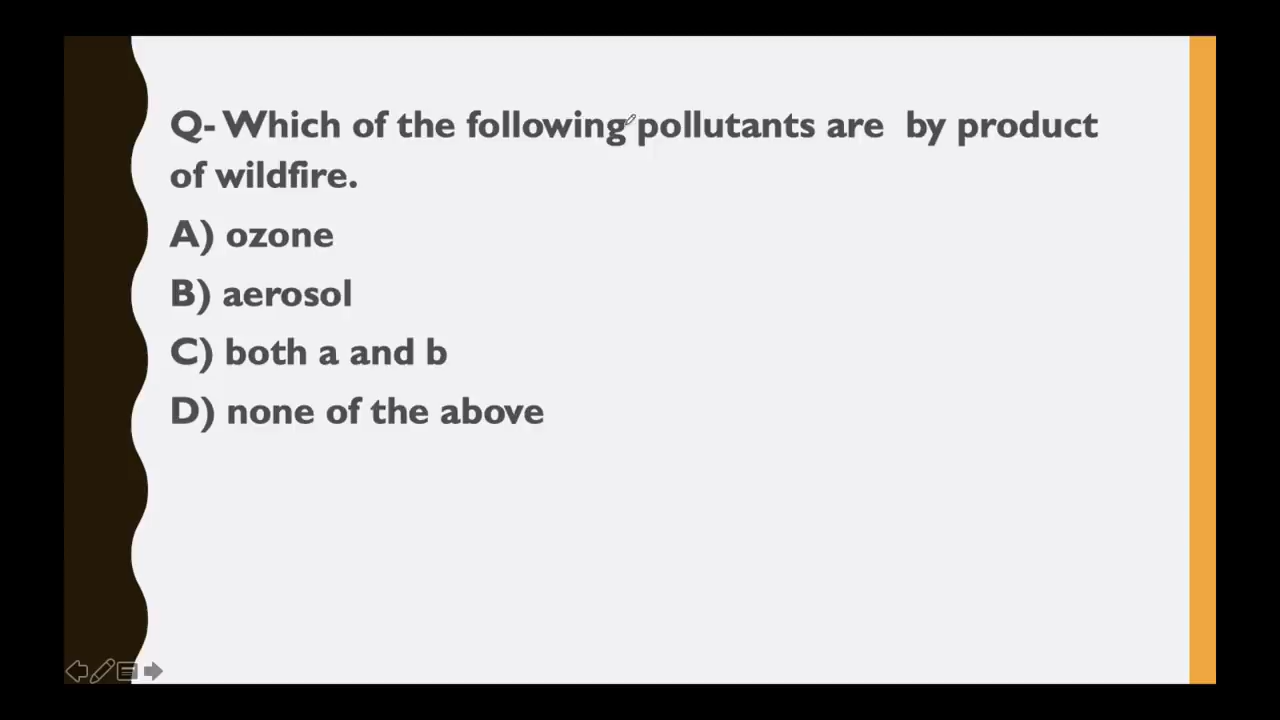 Q- Which of the following pollutants are by product
of wildfire.
A) ozone
B) aerosol
C) both a and b
D) none of the above